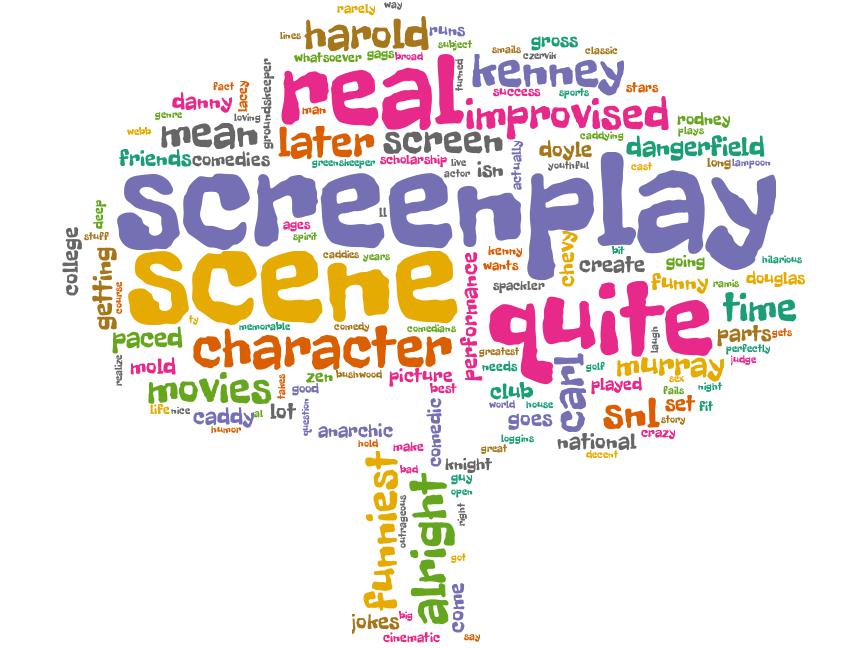 rarely way
lines harold runs
whatsoever gags broad subject smails gross classic
czervik
groundskeeper real turned kenney
fact lacey success sports stars
danny man improvised
genre loving rodney
webb mean later screen caddying plays
friends comedies doyle dangerfield
greenskeeper scholarship live actually youthful cast long lampoon
actor isn
screenplay
deep ages ll
college stuff spirit
caddies years kenny chevy bit going hilarious
getting scene performance wants create
course spackler funny ramis douglas
ty quite time
memorable comedy comedians laugh parts gets
paced character perfectly
realize mold greatest golf murray judge
zen bushwood picture needs carl
movies takes good best club played sex night
fails
life nice al lot question world house set fit
caddy comedic goes snl story
humor anarchic loggins national crazy
hold make great decent
knight
funniest bad guy
alright open
outrageous right
got
come
jokes big
cinematic say